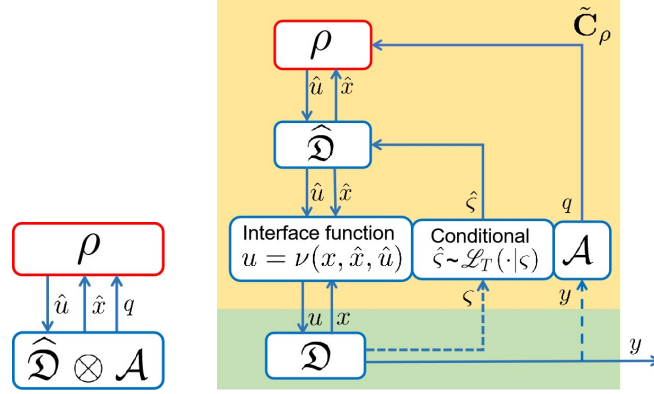 ρ
û x̂ q
𝔇̂ ⊗ 𝒜
C̃ρ
ρ
û x̂
𝔇̂
û x̂ ς̂ q
Interface function
u = ν(x, x̂, û)
Conditional
ς̂~ℒT(·|ς)
𝒜
u x ς y
𝔇
y